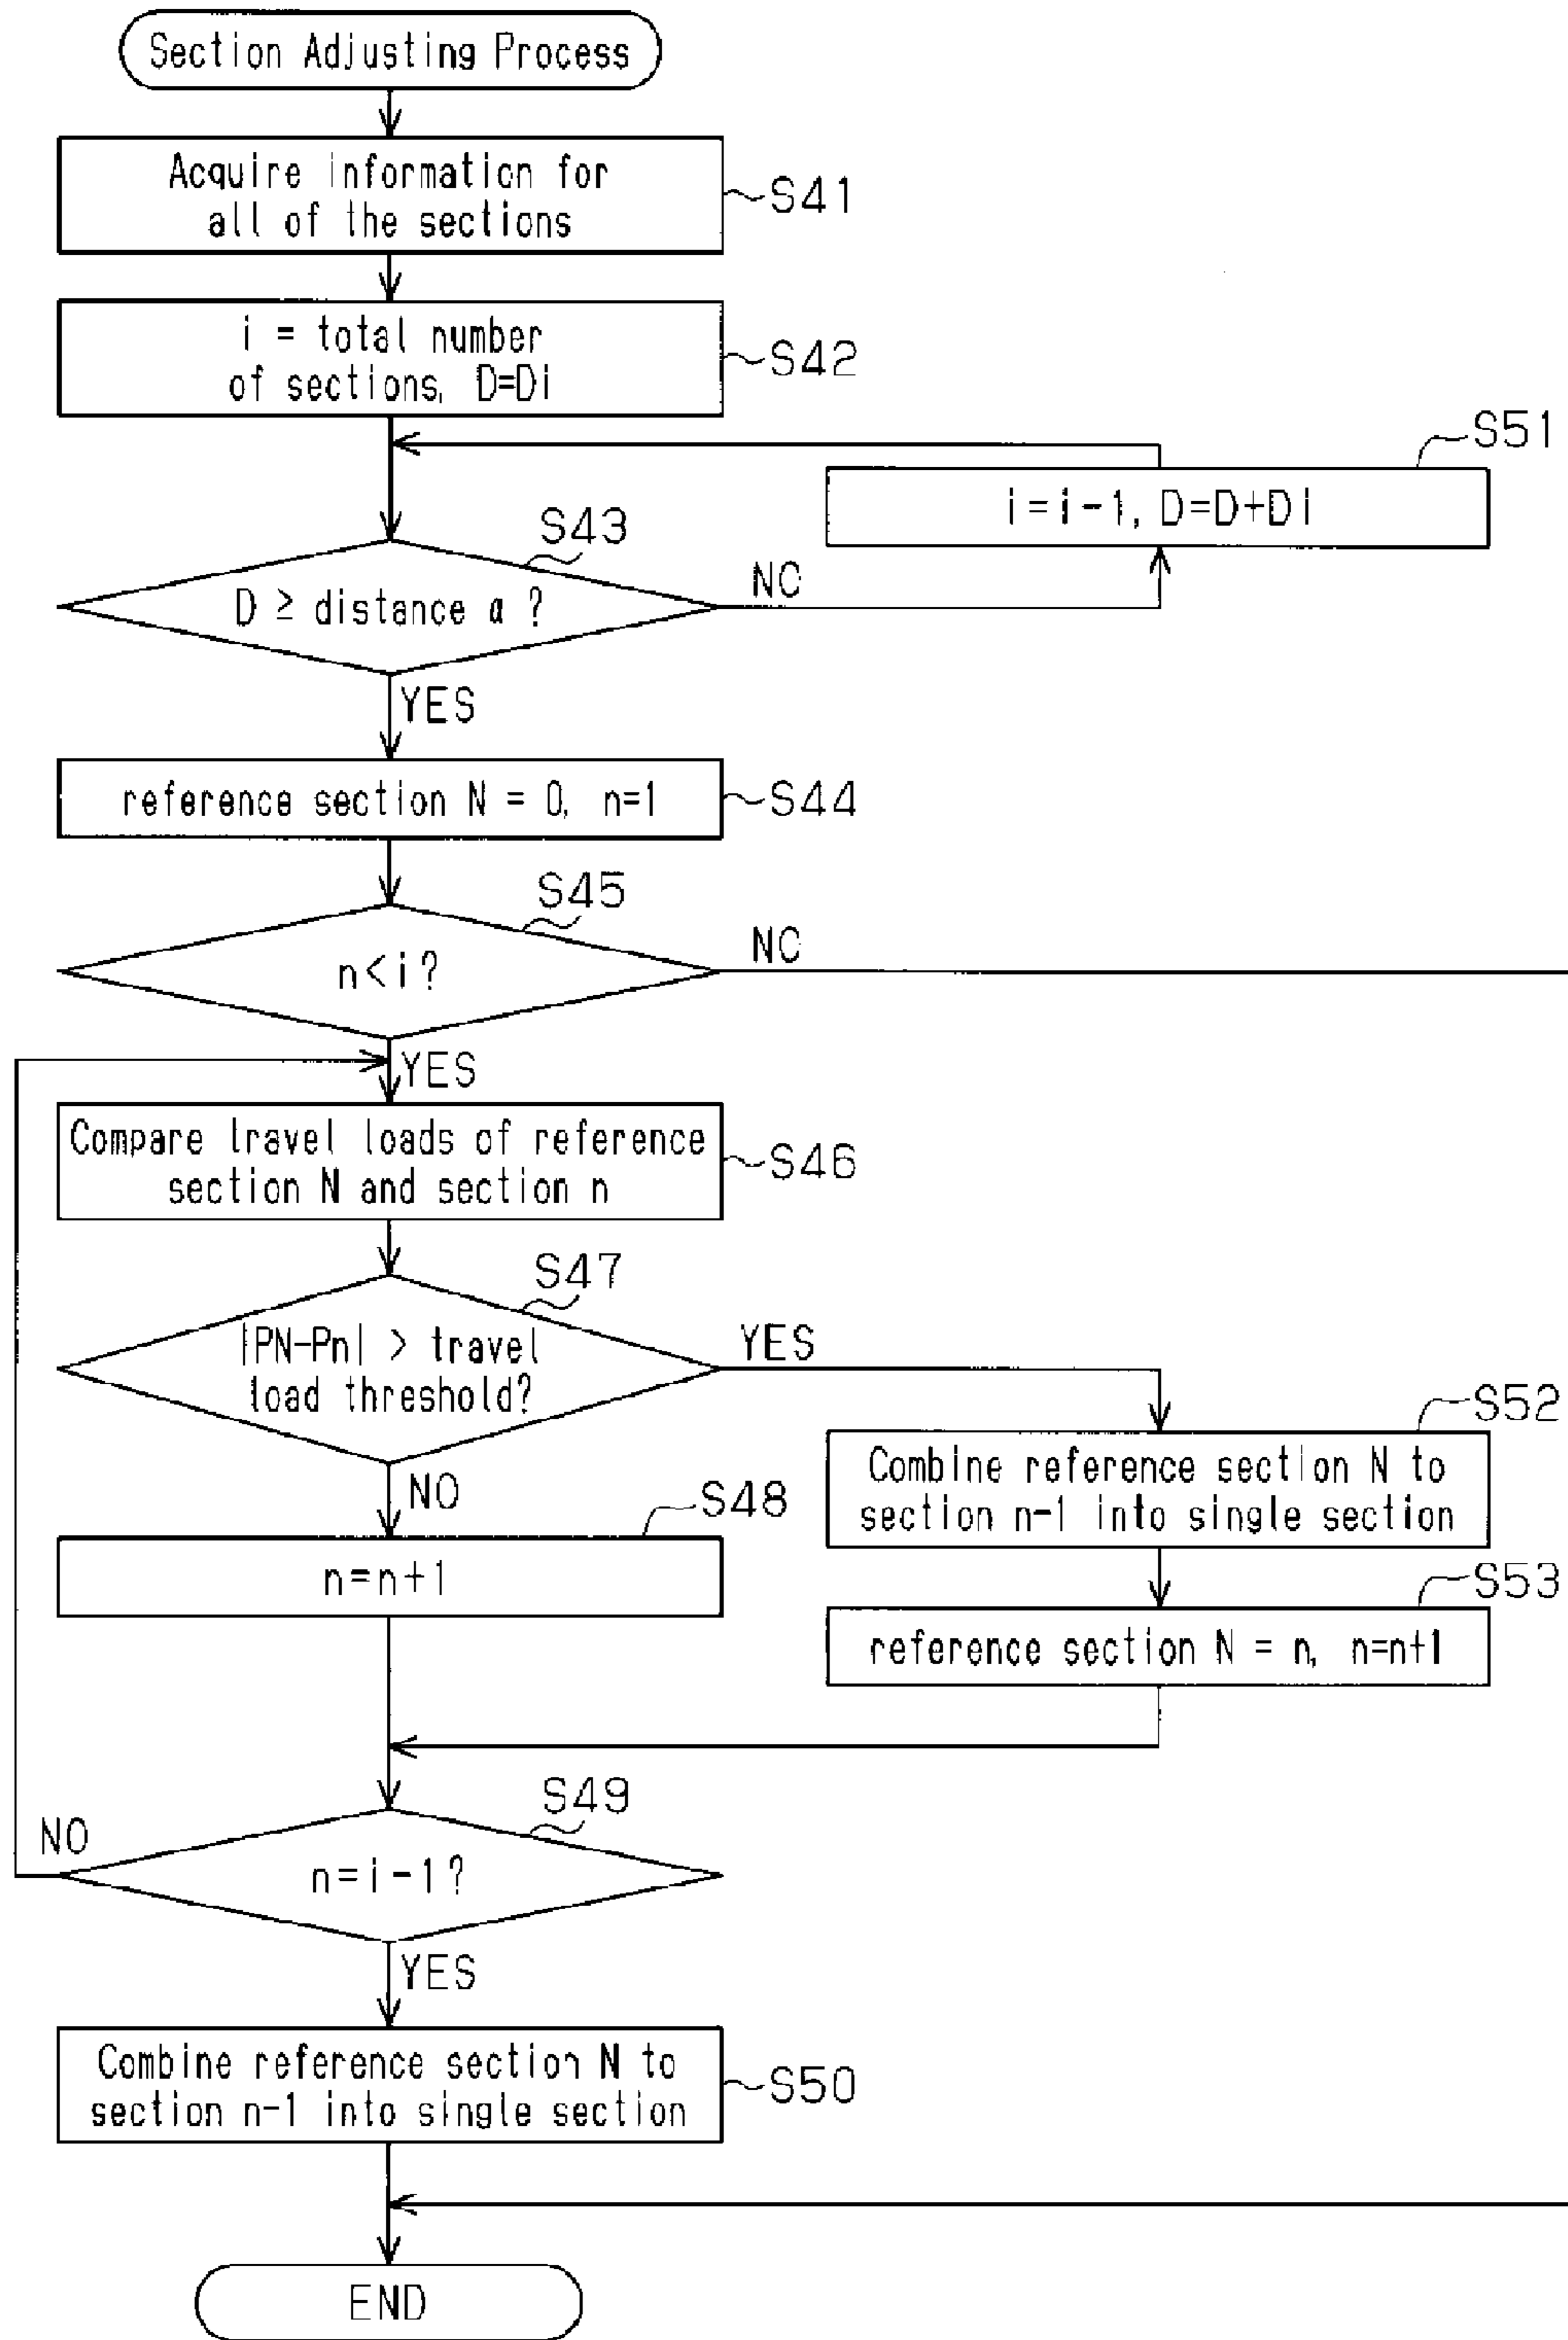 Section Adjusting Process
Acquire information for
all of the sections
S41
i = total number
of sections, D=Di
S42
S51
i=i-1, D=D+Di
S43
D ≥ distance α ?
NO
YES
reference section N = 0, n=1
S44
S45
n<i?
NO
YES
Compare travel loads of reference
section N and section n
S46
S47
|PN-Pn| > travel
load threshold?
YES
NO
S52
Combine reference section N to
section n-1 into single section
S48
n=n+1
S53
reference section N = n, n=n+1
S49
NO
n=i-1?
YES
Combine reference section N to
section n-1 into single section
S50
END